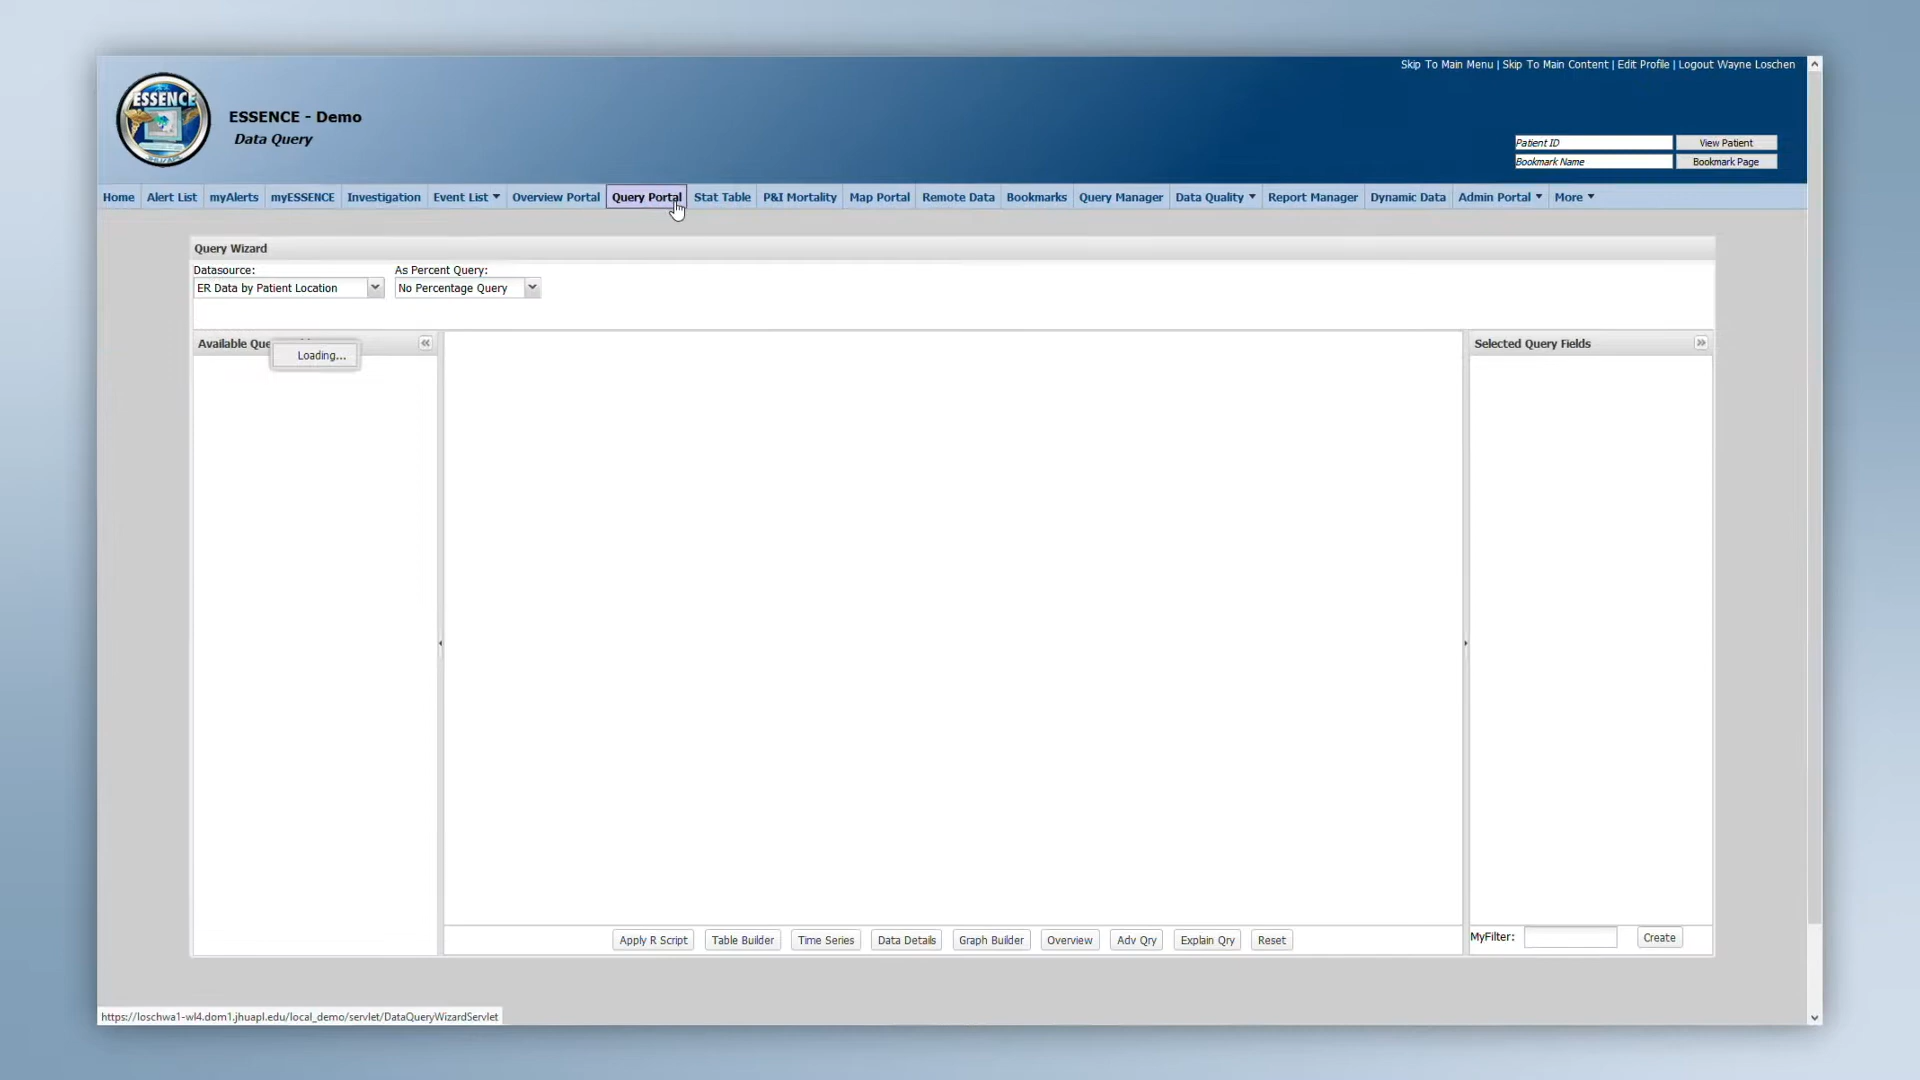 Skip To Main Menu | Skip To Main Content | Edit Profile | Logout Wayne Loschen
ESSENCE
JHU/APL
ESSENCE - Demo
Data Query
Patient ID View Patient
Bookmark Name Bookmark Page
Home Alert List myAlerts myESSENCE Investigation Event List Overview Portal Query Portal Stat Table P&I Mortality Map Portal Remote Data Bookmarks Query Manager Data Quality Report Manager Dynamic Data Admin Portal More
Query Wizard
Datasource: As Percent Query:
ER Data by Patient Location No Percentage Query
Available Que Selected Query Fields
Loading...
Apply R Script Table Builder Time Series Data Details Graph Builder Overview Adv Qry Explain Qry Reset MyFilter: Create
https://loschwa1-wl4.dom1.jhuapl.edu/local_demo/servlet/DataQueryWizardServlet